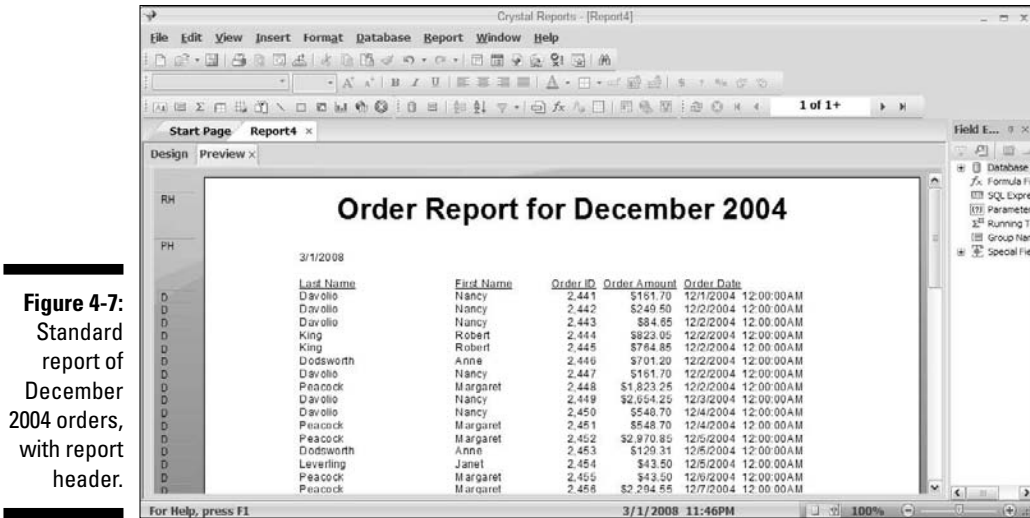 Crystal Reports - [Report4]
File Edit View Insert Format Database Report Window Help
1 of 1+
Start Page Report4 ×
Field E...
Design Preview ×
Database
Formula Fi
SQL Expre
Parameter
Running T
Group Nar
Special Fie
RH
Order Report for December 2004
PH
3/1/2008
Last Name First Name Order ID Order Amount Order Date
D Davolio Nancy 2,441 $161.70 12/1/2004 12:00:00AM
D Davolio Nancy 2,442 $249.50 12/2/2004 12:00:00AM
D Davolio Nancy 2,443 $84.65 12/2/2004 12:00:00AM
D King Robert 2,444 $823.05 12/2/2004 12:00:00AM
D King Robert 2,445 $764.85 12/2/2004 12:00:00AM
D Dodsworth Anne 2,446 $701.20 12/2/2004 12:00:00AM
D Davolio Nancy 2,447 $161.70 12/2/2004 12:00:00AM
D Peacock Margaret 2,448 $1,823.25 12/2/2004 12:00:00AM
D Davolio Nancy 2,449 $2,654.25 12/3/2004 12:00:00AM
D Davolio Nancy 2,450 $548.70 12/4/2004 12:00:00AM
D Peacock Margaret 2,451 $548.70 12/4/2004 12:00:00AM
D Peacock Margaret 2,452 $2,970.85 12/5/2004 12:00:00AM
D Dodsworth Anne 2,453 $129.31 12/5/2004 12:00:00AM
D Leverling Janet 2,454 $43.50 12/5/2004 12:00:00AM
D Peacock Margaret 2,455 $43.50 12/6/2004 12:00:00AM
D Peacock Margaret 2,456 $2,294.55 12/7/2004 12:00:00AM
For Help, press F1
3/1/2008 11:46PM
100%
Figure 4-7:
Standard
report of
December
2004 orders,
with report
header.